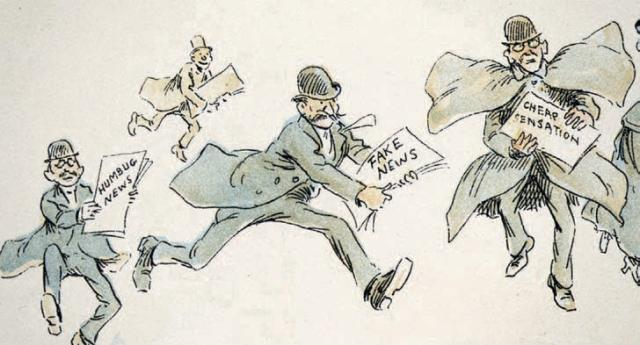 HUMBUG
NEWS
FAKE
NEWS
CHEAP
SENSATION